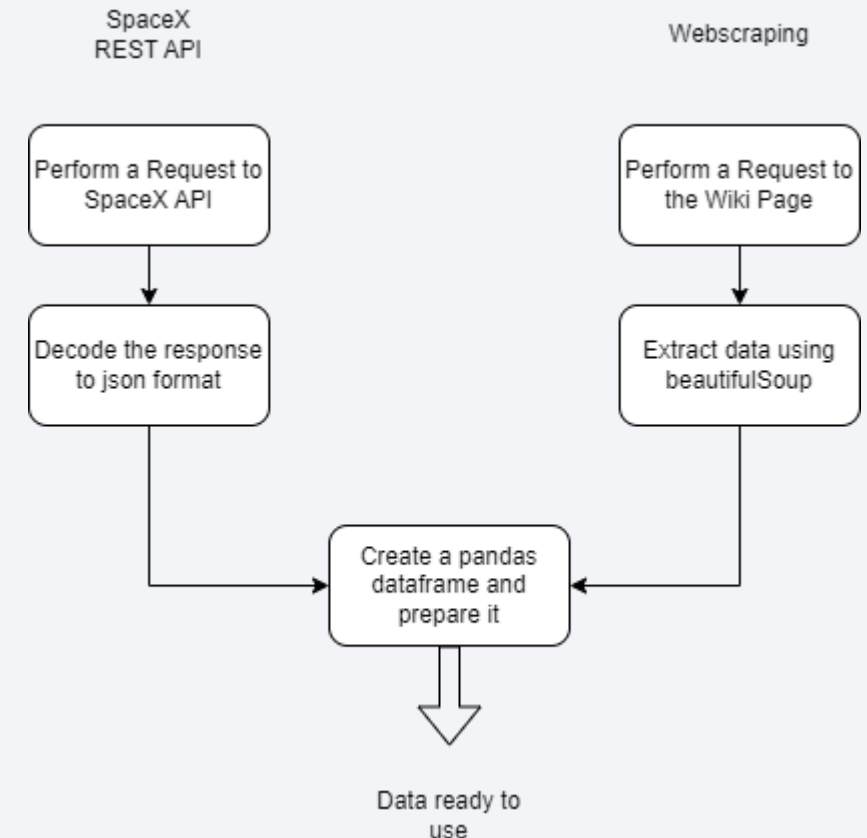 SpaceX
REST API
Webscraping
Perform a Request to
SpaceX API
Perform a Request to
the Wiki Page
Decode the response
to json format
Extract data using
beautifulSoup
Create a pandas
dataframe and
prepare it
Data ready to
use